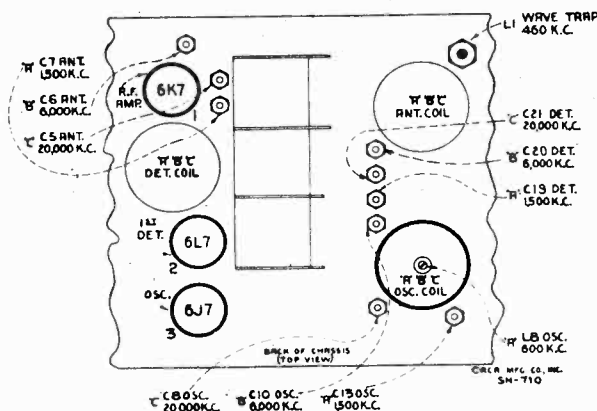 L1 WAVE TRAP
460 K.C.
"A" C7 ANT.
1,500 K.C.
"B" C6 ANT.
6,000 K.C.
"C" C5 ANT.
20,000 K.C.
R.F.
AMP.
6K7
1
"A" "B" "C"
ANT. COIL
"C" C21 DET.
20,000 K.C.
"B" C20 DET.
6,000 K.C.
"A" C19 DET.
1,500 K.C.
"A" "B" "C"
DET. COIL
1ST
DET.
6L7
2
OSC.
6J7
3
"A" "B" "C"
OSC. COIL
"A" L8 OSC.
600 K.C.
BACK OF CHASSIS
(TOP VIEW)
©RCA MFG. CO., INC.
SM-710
"C" C8 OSC.
20,000 K.C.
"B" C10 OSC.
6,000 K.C.
"A" C13 OSC.
1,500 K.C.